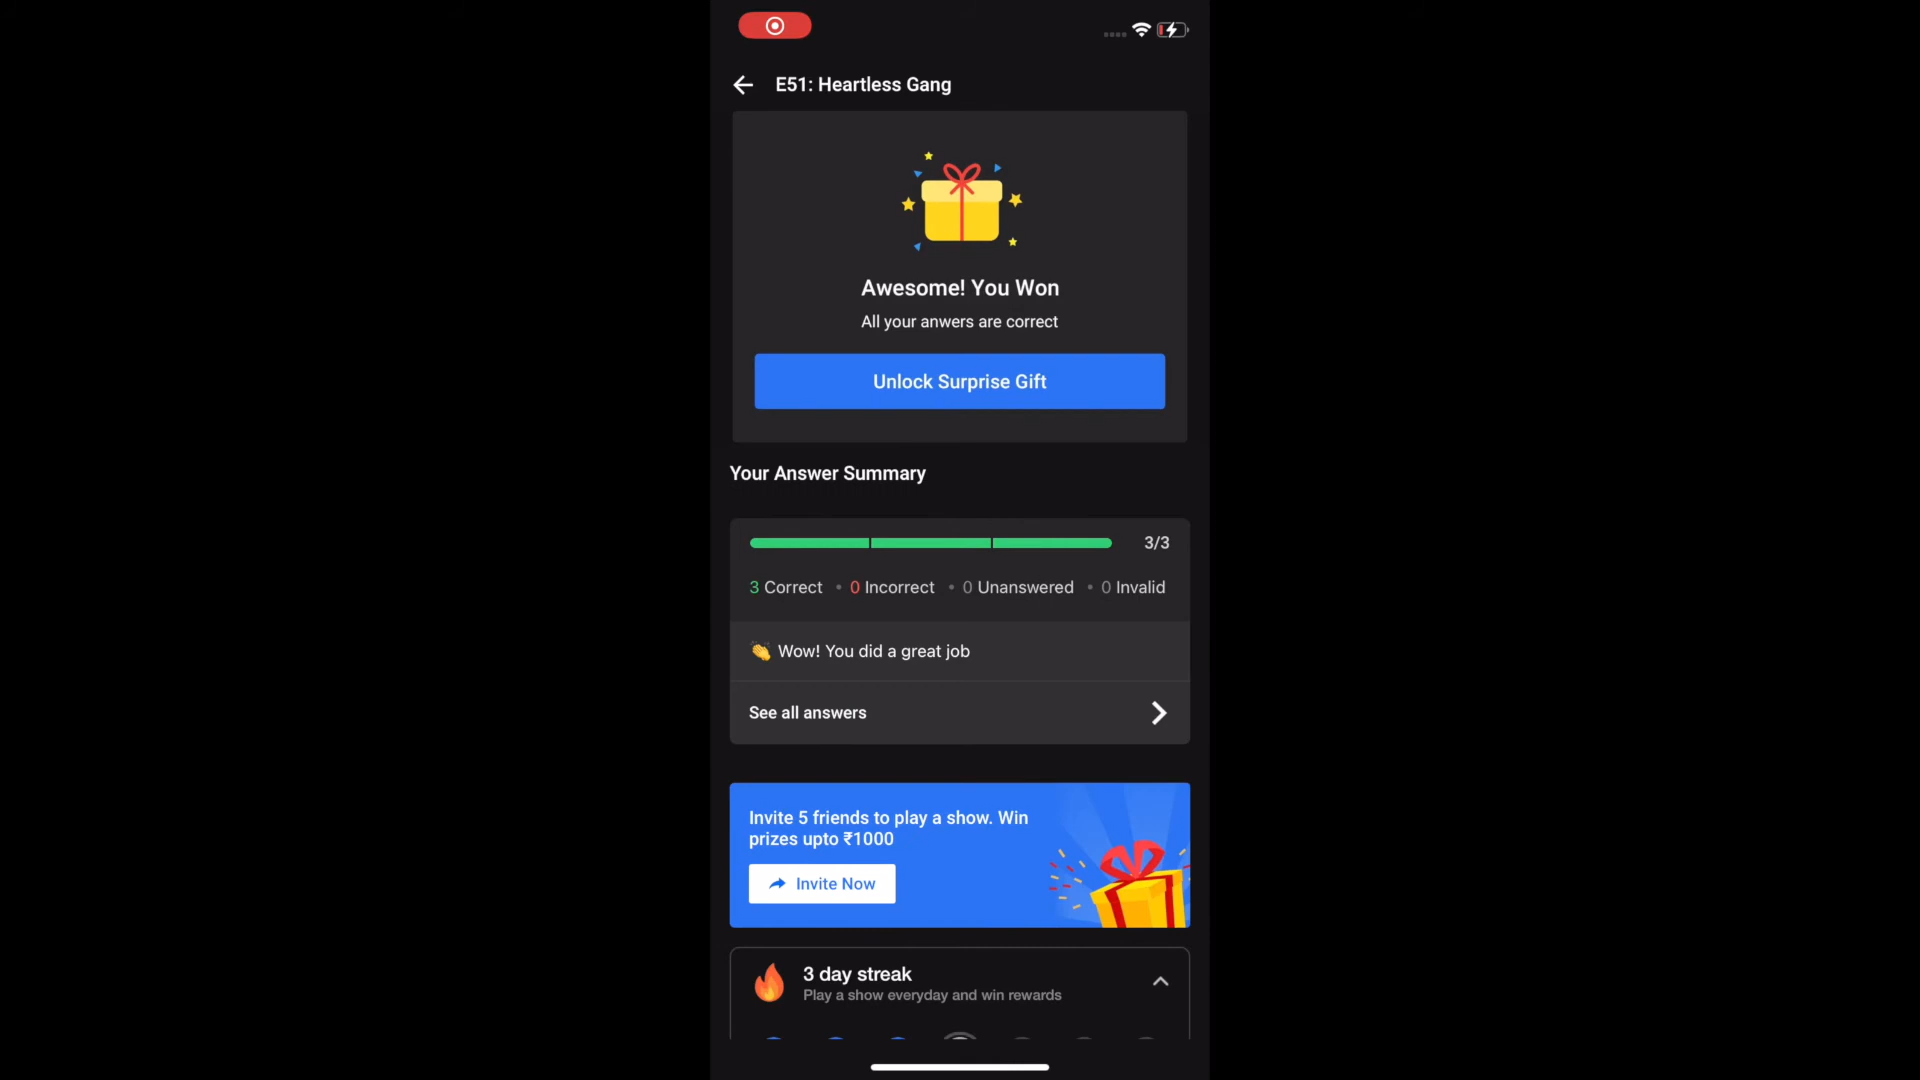 E51: Heartless Gang
Awesome! You Won
All your anwers are correct
Unlock Surprise Gift
Your Answer Summary
3/3
3 Correct • 0 Incorrect • 0 Unanswered • 0 Invalid
👏 Wow! You did a great job
See all answers
Invite 5 friends to play a show. Win
prizes upto ₹1000
Invite Now
3 day streak
Play a show everyday and win rewards